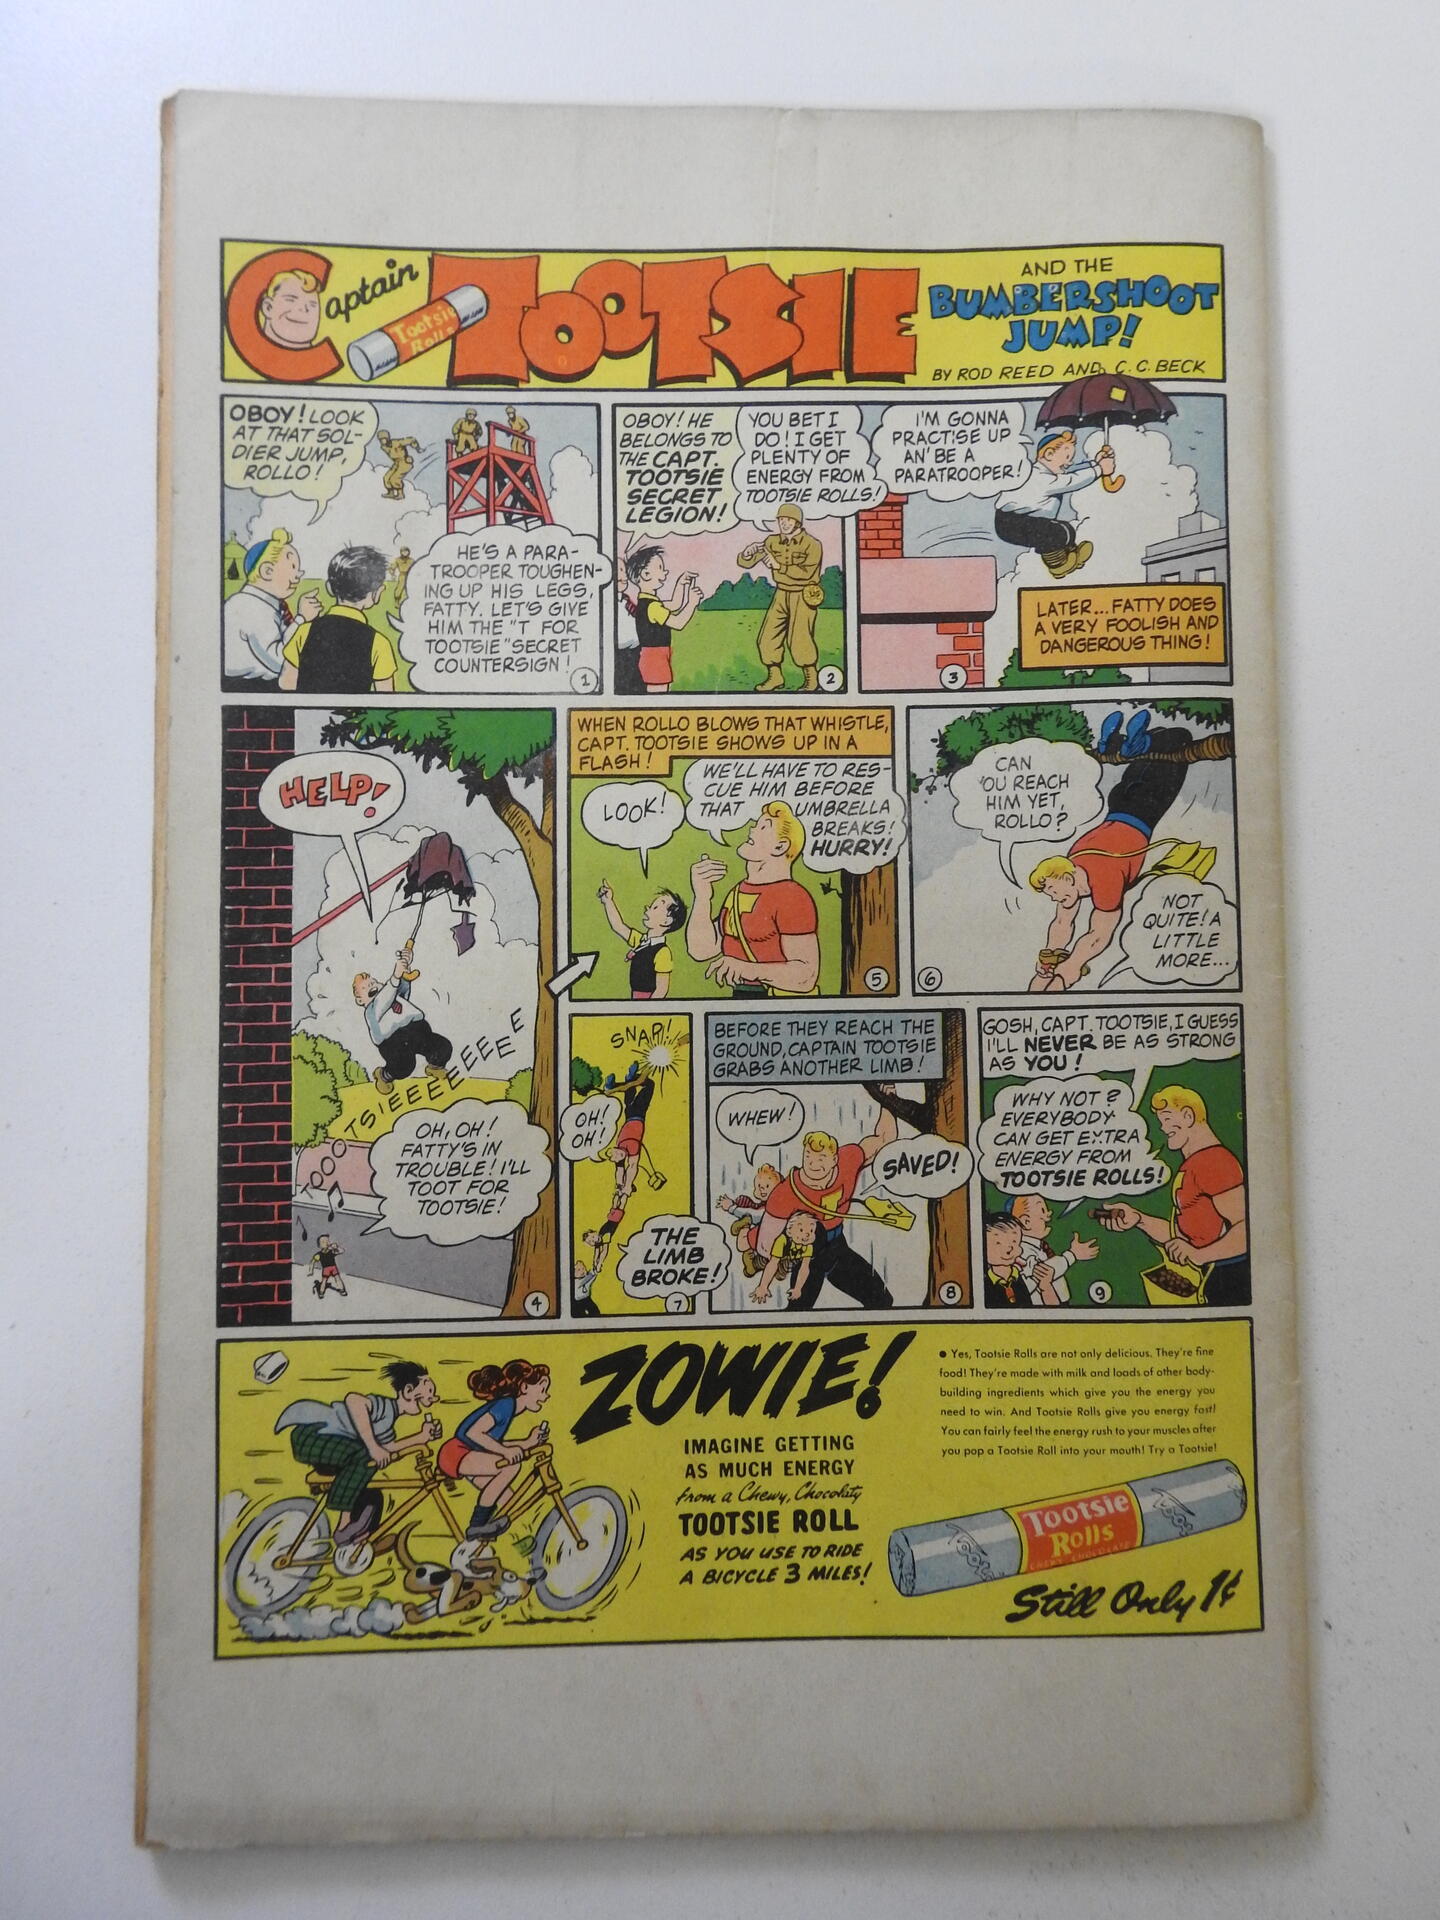 Captain TOOTSIE
Tootsie
Rolls
AND THE
BUMBERSHOOT
JUMP!
BY ROD REED AND C. C. BECK
OBOY! LOOK
AT THAT SOL-
DIER JUMP,
ROLLO!
HE'S A PARA-
TROOPER TOUGHEN-
ING UP HIS LEGS,
FATTY. LET'S GIVE
HIM THE "T FOR
TOOTSIE" SECRET
COUNTERSIGN!
1
OBOY! HE
BELONGS TO
THE CAPT.
TOOTSIE
SECRET
LEGION!
YOU BET I
DO! I GET
PLENTY OF
ENERGY FROM
TOOTSIE ROLLS!
2
I'M GONNA
PRACTISE UP
AN' BE A
PARATROOPER!
LATER...FATTY DOES
A VERY FOOLISH AND
DANGEROUS THING!
3
HELP!
TOOOTSIEEEEEEEEE
OH, OH!
FATTY'S IN
TROUBLE! I'LL
TOOT FOR
TOOTSIE!
4
WHEN ROLLO BLOWS THAT WHISTLE,
CAPT. TOOTSIE SHOWS UP IN A
FLASH!
LOOK!
WE'LL HAVE TO RES-
CUE HIM BEFORE
THAT UMBRELLA
BREAKS!
HURRY!
5
CAN
YOU REACH
HIM YET,
ROLLO?
NOT
QUITE! A
LITTLE
MORE...
6
SNAP!
OH!
OH!
THE
LIMB
BROKE!
7
BEFORE THEY REACH THE
GROUND, CAPTAIN TOOTSIE
GRABS ANOTHER LIMB!
WHEW!
SAVED!
8
GOSH, CAPT. TOOTSIE, I GUESS
I'LL NEVER BE AS STRONG
AS YOU!
WHY NOT?
EVERYBODY
CAN GET EXTRA
ENERGY FROM
TOOTSIE ROLLS!
9
ZOWIE!
IMAGINE GETTING
AS MUCH ENERGY
from a Chewy, Chocolaty
TOOTSIE ROLL
AS YOU USE TO RIDE
A BICYCLE 3 MILES!
• Yes, Tootsie Rolls are not only delicious. They're fine
food! They're made with milk and loads of other body-
building ingredients which give you the energy you
need to win. And Tootsie Rolls give you energy fast!
You can fairly feel the energy rush to your muscles after
you pop a Tootsie Roll into your mouth! Try a Tootsie!
Tootsie
Rolls
CHEWY CHOCOLATE
Still Only 1¢